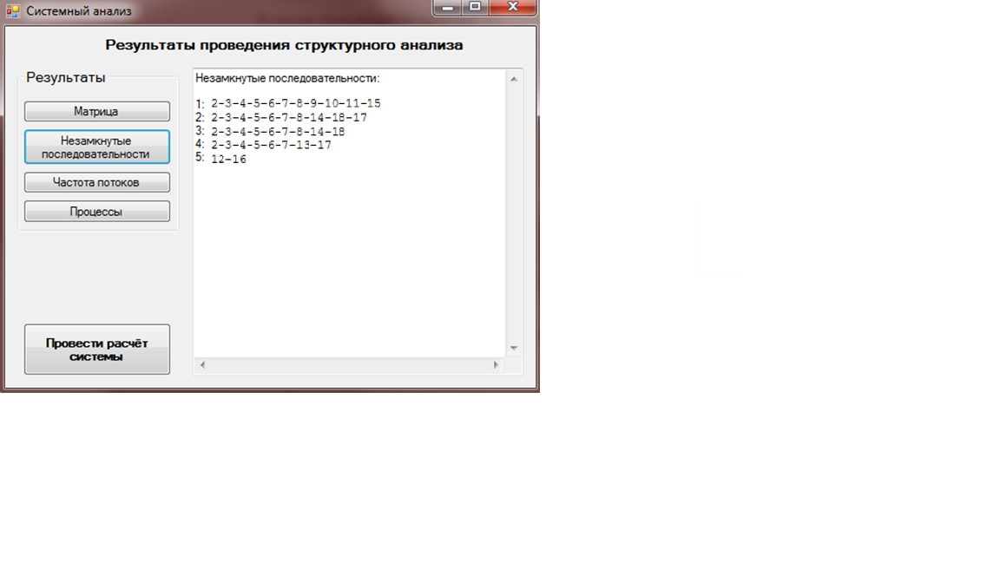 Системный анализ
Результаты проведения структурного анализа
Результаты
Матрица
Незамкнутые
последовательности
Частота потоков
Процессы
Провести расчёт
системы
Незамкнутые последовательности:
1: 2-3-4-5-6-7-8-9-10-11-15
2: 2-3-4-5-6-7-8-14-18-17
3: 2-3-4-5-6-7-8-14-18
4: 2-3-4-5-6-7-13-17
5: 12-16